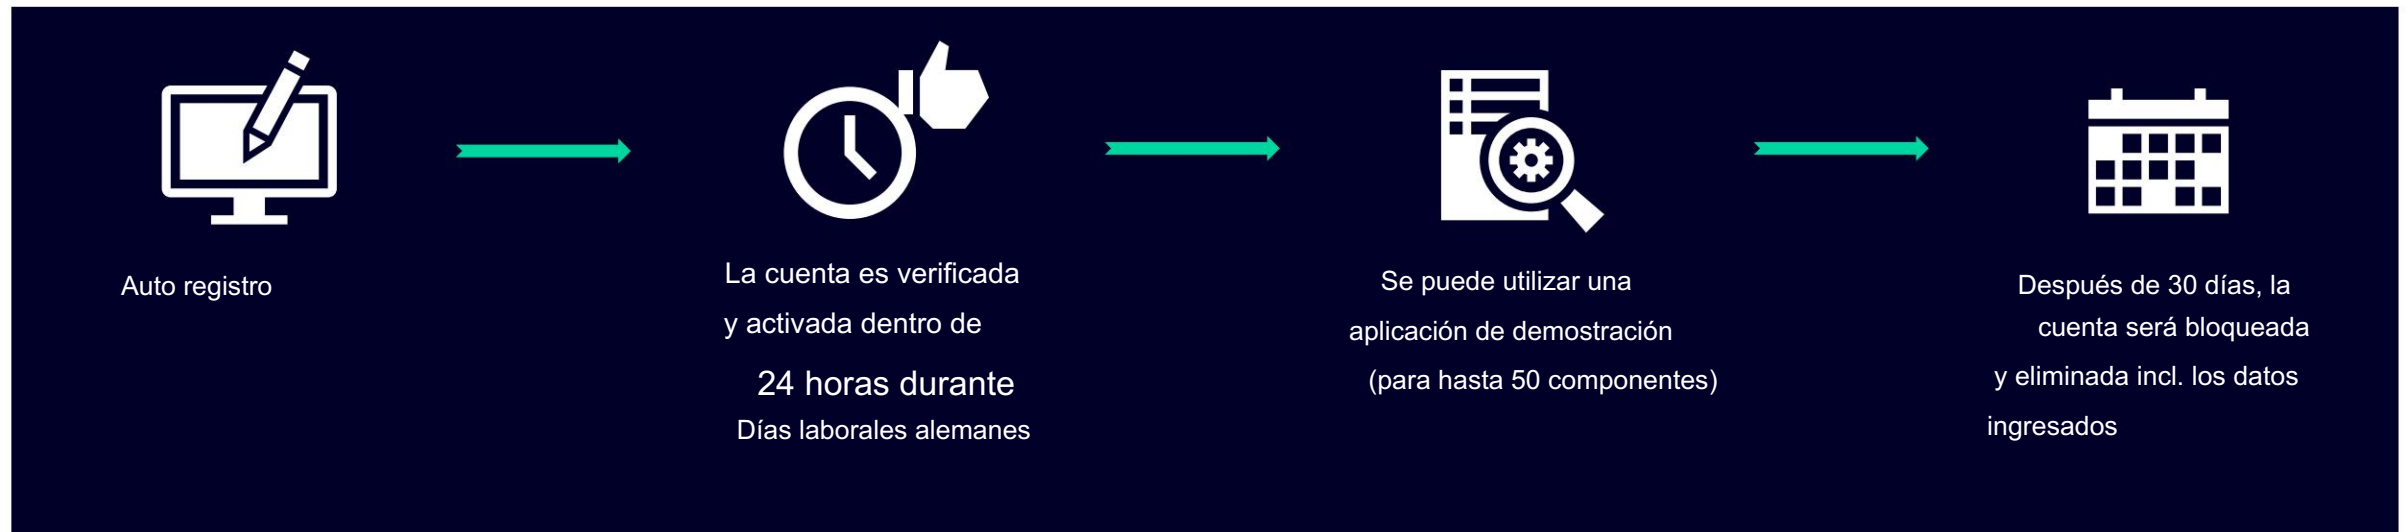 Auto registro
La cuenta es verificada
y activada dentro de
24 horas durante
Días laborales alemanes
Se puede utilizar una
aplicación de demostración
(para hasta 50 componentes)
Después de 30 días, la
cuenta será bloqueada
y eliminada incl. los datos
ingresados